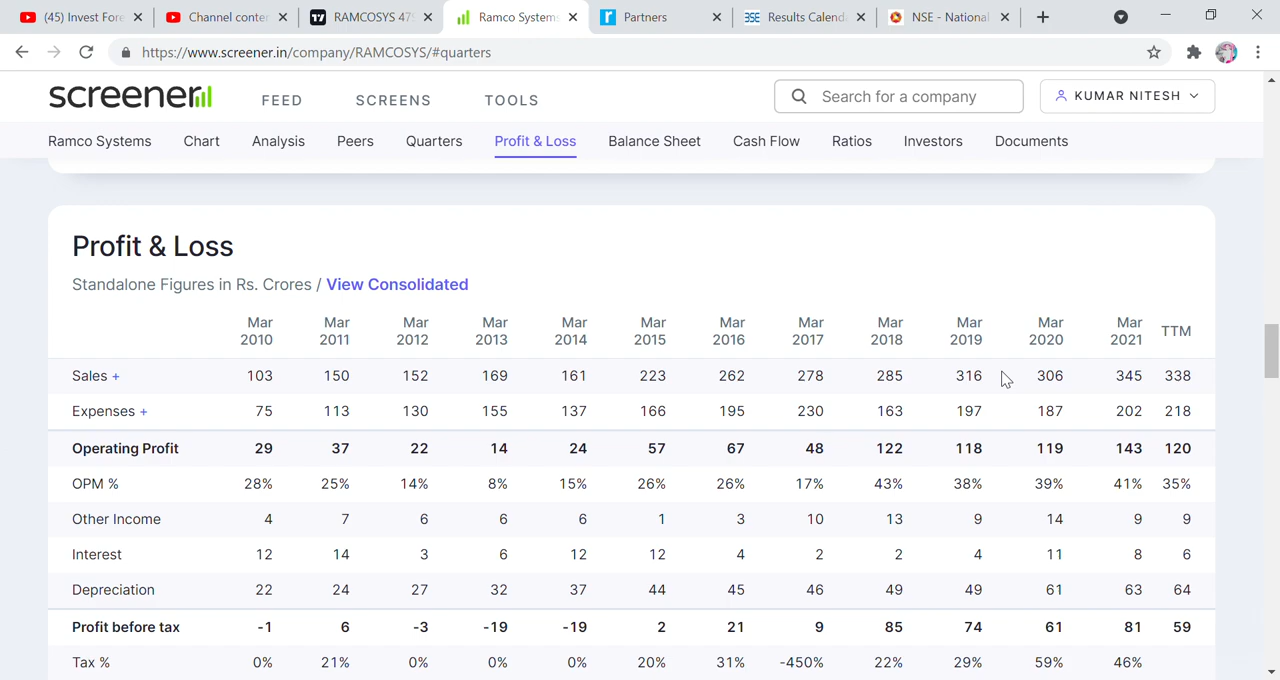 (45) Invest For
Channel conte
RAMCOSYS 47
Ramco System
Partners
Results Calend
NSE - National
https://www.screener.in/company/RAMCOSYS/#quarters
screener
FEED
SCREENS
TOOLS
Search for a company
KUMAR NITESH
Ramco Systems Chart Analysis Peers Quarters Profit & Loss Balance Sheet Cash Flow Ratios Investors Documents
Profit & Loss
Standalone Figures in Rs. Crores / View Consolidated
Mar 2010 Mar 2011 Mar 2012 Mar 2013 Mar 2014 Mar 2015 Mar 2016 Mar 2017 Mar 2018 Mar 2019 Mar 2020 Mar 2021 TTM
Sales + 103 150 152 169 161 223 262 278 285 316 306 345 338
Expenses + 75 113 130 155 137 166 195 230 163 197 187 202 218
Operating Profit 29 37 22 14 24 57 67 48 122 118 119 143 120
OPM % 28% 25% 14% 8% 15% 26% 26% 17% 43% 38% 39% 41% 35%
Other Income 4 7 6 6 6 1 3 10 13 9 14 9 9
Interest 12 14 3 6 12 12 4 2 2 4 11 8 6
Depreciation 22 24 27 32 37 44 45 46 49 49 61 63 64
Profit before tax -1 6 -3 -19 -19 2 21 9 85 74 61 81 59
Tax % 0% 21% 0% 0% 0% 20% 31% -450% 22% 29% 59% 46%